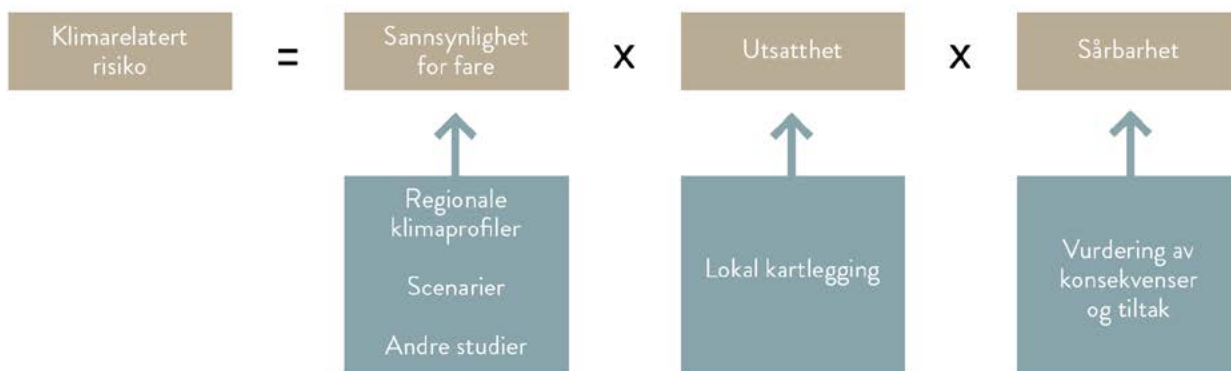 Klimarelatert
risiko
=
Sannsynlighet
for fare
x
Utsatthet
x
Sårbarhet
Regionale
klimaprofiler
Scenarier
Andre studier
Lokal kartlegging
Vurdering av
konsekvenser
og tiltak